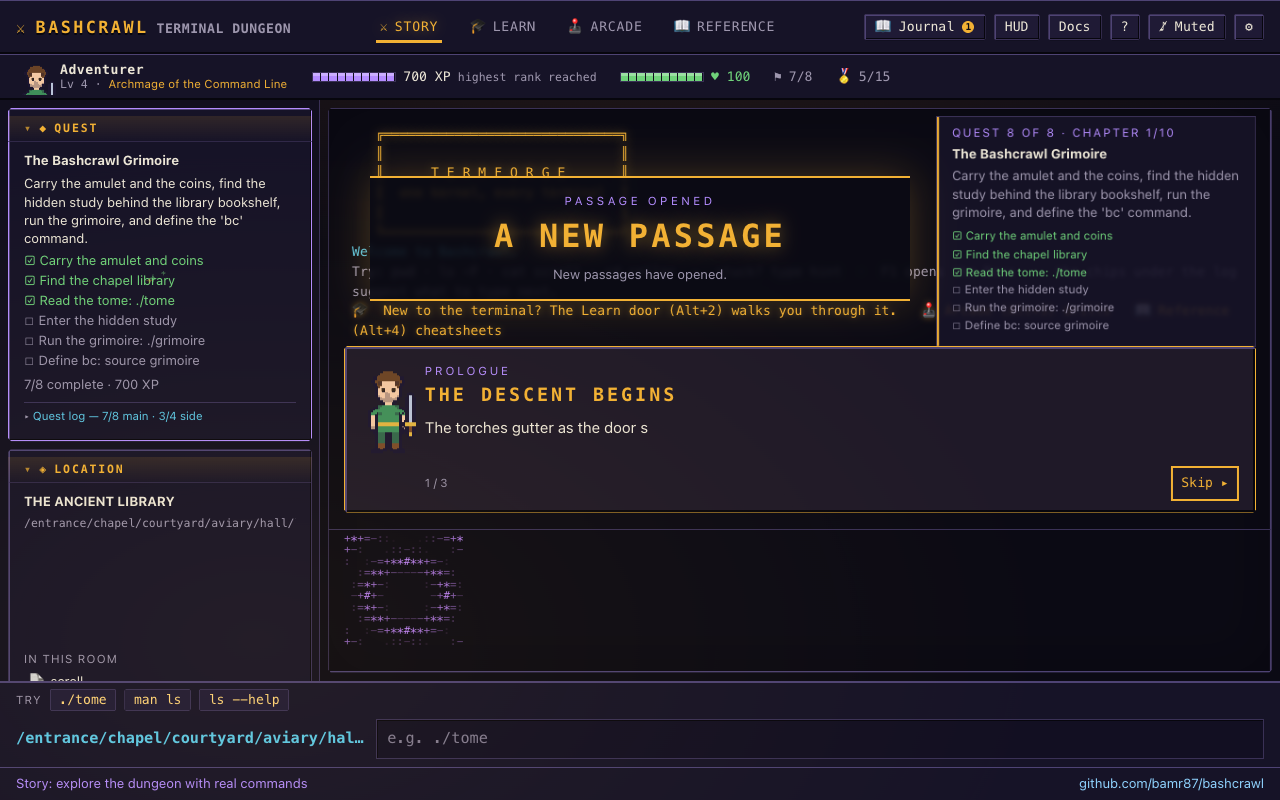 BASHCRAWL TERMINAL DUNGEON
STORY
LEARN
ARCADE
REFERENCE
Journal 1
HUD
Docs
?
Muted
Adventurer
Lv 4 · Archmage of the Command Line
700 XP highest rank reached
♥ 100
7/8
5/15
▾ ◆ QUEST
The Bashcrawl Grimoire
Carry the amulet and the coins, find the
hidden study behind the library bookshelf,
run the grimoire, and define the 'bc'
command.
☑ Carry the amulet and coins
☑ Find the chapel library
☑ Read the tome: ./tome
☐ Enter the hidden study
☐ Run the grimoire: ./grimoire
☐ Define bc: source grimoire
7/8 complete · 700 XP
▸ Quest log — 7/8 main · 3/4 side
▾ ◈ LOCATION
THE ANCIENT LIBRARY
/entrance/chapel/courtyard/aviary/hall/
IN THIS ROOM
scroll
TERMFORGE
PASSAGE OPENED
A NEW PASSAGE
New passages have opened.
New to the terminal? The Learn door (Alt+2) walks you through it.
(Alt+4) cheatsheets
QUEST 8 OF 8 · CHAPTER 1/10
The Bashcrawl Grimoire
Carry the amulet and the coins, find the hidden
study behind the library bookshelf, run the
grimoire, and define the 'bc' command.
☑ Carry the amulet and coins
☑ Find the chapel library
☑ Read the tome: ./tome
☐ Enter the hidden study
☐ Run the grimoire: ./grimoire
☐ Define bc: source grimoire
PROLOGUE
THE DESCENT BEGINS
The torches gutter as the door s
1 / 3
Skip ▸
TRY
./tome
man ls
ls --help
/entrance/chapel/courtyard/aviary/hal…
e.g. ./tome
Story: explore the dungeon with real commands
github.com/bamr87/bashcrawl